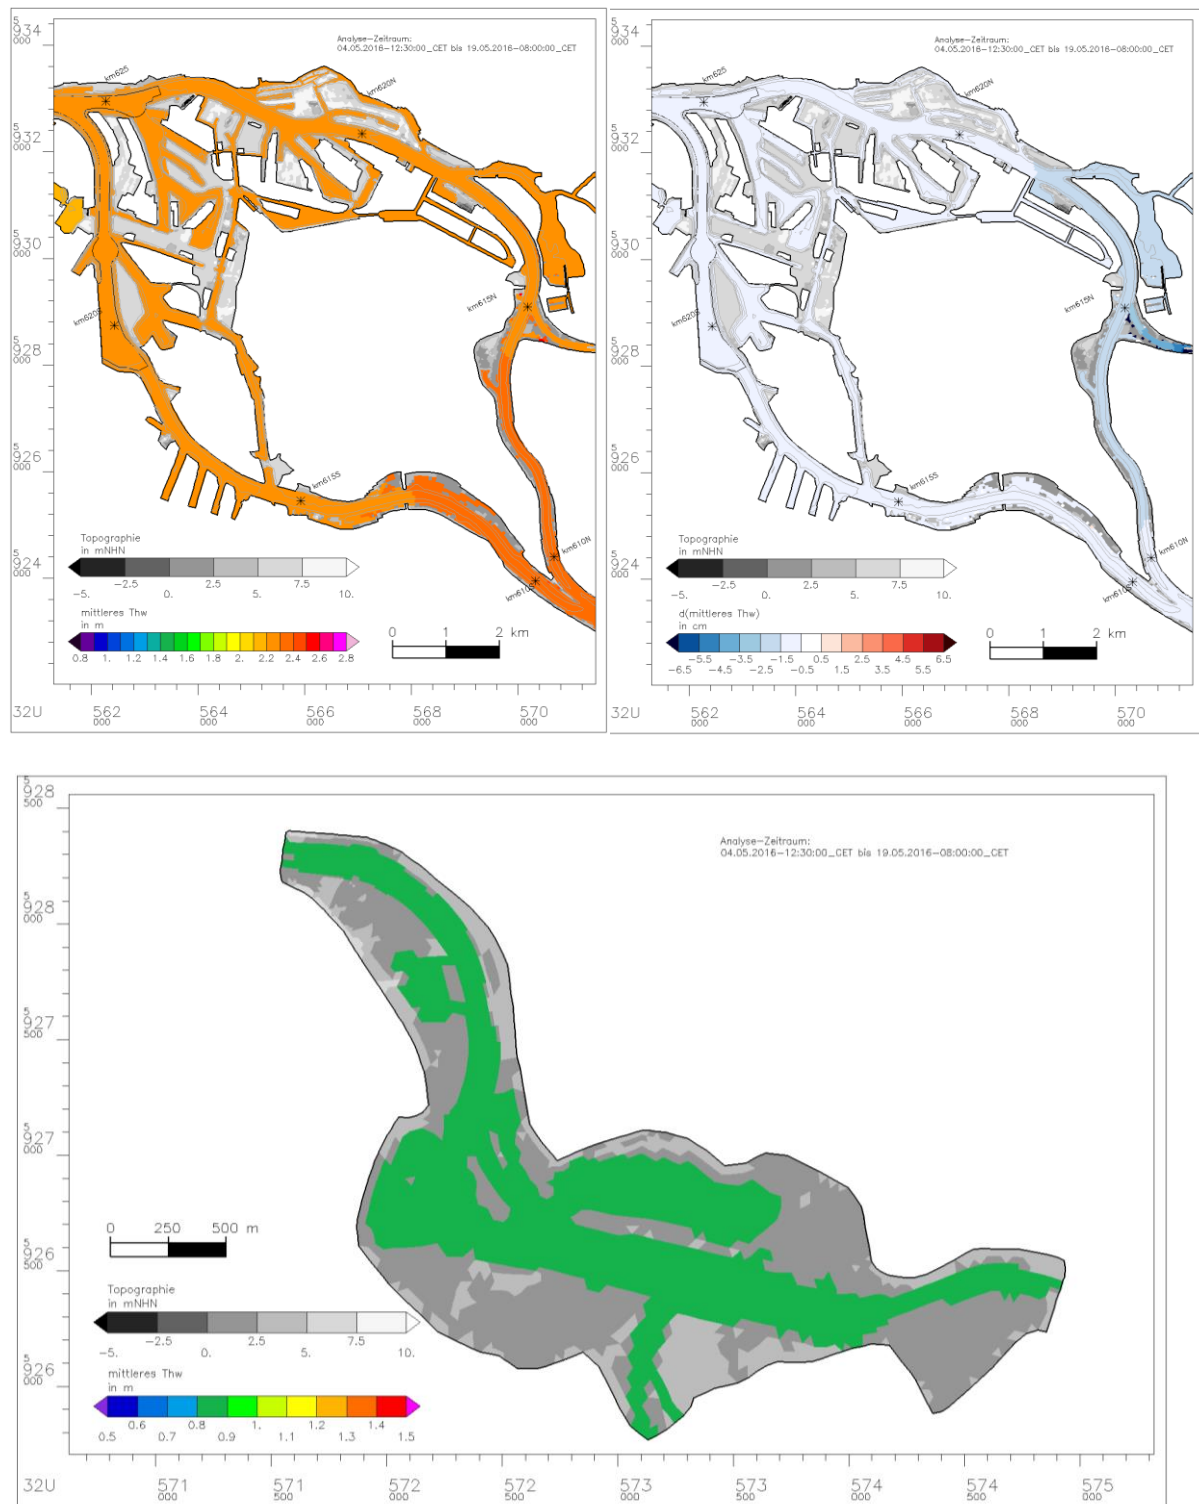 Analyse-Zeitraum:
04.05.2016-12:30:00_CET bis 19.05.2016-08:00:00_CET
5
934
000
5
932
000
5
930
000
5
928
000
5
926
000
5
924
000
km625
km620N
km615N
km620S
km615S
km610N
km610S
Topographie
in mNHN
-2.5 2.5 7.5
-5. 0. 5. 10.
mittleres Thw
in m
0.8 1. 1.2 1.4 1.6 1.8 2.0 2.2 2.4 2.6 2.8
0 1 2 km
32U 562 564 566 568 570
000 000 000 000 000
Analyse-Zeitraum:
04.05.2016-12:30:00_CET bis 19.05.2016-08:00:00_CET
5
934
000
5
932
000
5
930
000
5
928
000
5
926
000
5
924
000
km625
km620N
km615N
km620S
km615S
km610N
km610S
Topographie
in mNHN
-2.5 2.5 7.5
-5. 0. 5. 10.
d(mittleres Thw)
in cm
-5.5 -3.5 -1.5 0.5 2.5 4.5 6.5
-6.5 -4.5 -2.5 -0.5 1.5 3.5 5.5
0 1 2 km
32U 562 564 566 568 570
000 000 000 000 000
Analyse-Zeitraum:
04.05.2016-12:30:00_CET bis 19.05.2016-08:00:00_CET
5
928
500
5
928
000
5
927
500
5
927
000
5
926
500
5
926
000
0 250 500 m
Topographie
in mNHN
-5. -2.5 0. 2.5 5. 7.5 10.
mittleres Thw
in m
0.6 0.8 1. 1.2 1.4
0.5 0.7 0.9 1.1 1.3 1.5
32U 571 571 572 572 573 573 574 574 575
000 500 000 500 000 500 000 500 000